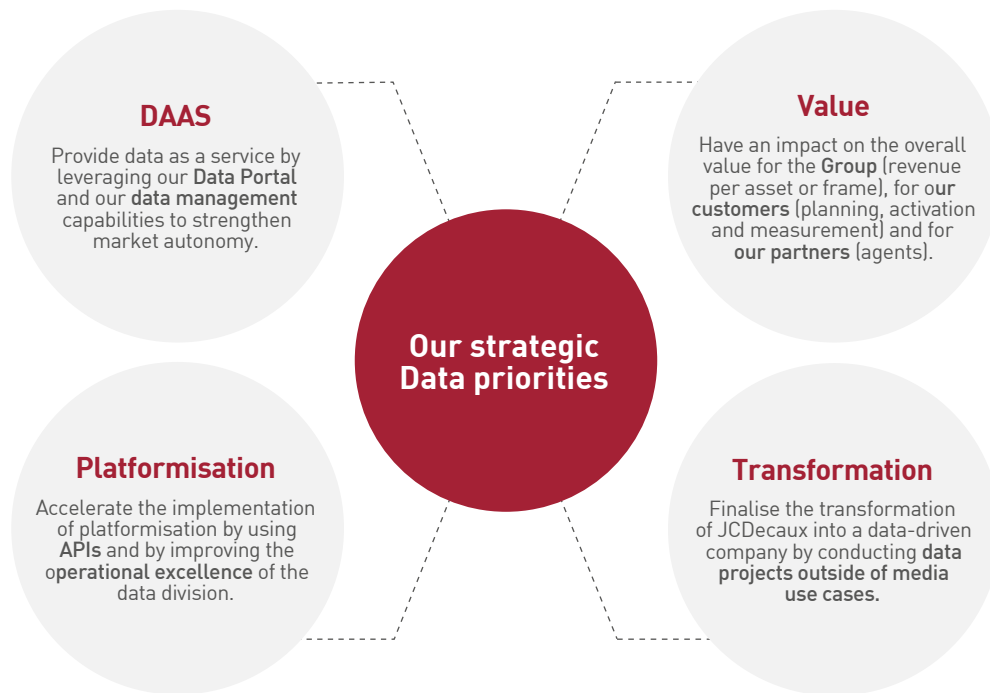 DAAS
Provide data as a service by
leveraging our Data Portal
and our data management
capabilities to strengthen
market autonomy.
Value
Have an impact on the overall
value for the Group (revenue
per asset or frame), for our
customers (planning, activation
and measurement) and for
our partners (agents).
Our strategic
Data priorities
Platformisation
Accelerate the implementation
of platformisation by using
APIs and by improving the
operational excellence of the
data division.
Transformation
Finalise the transformation
of JCDecaux into a data-driven
company by conducting data
projects outside of media
use cases.